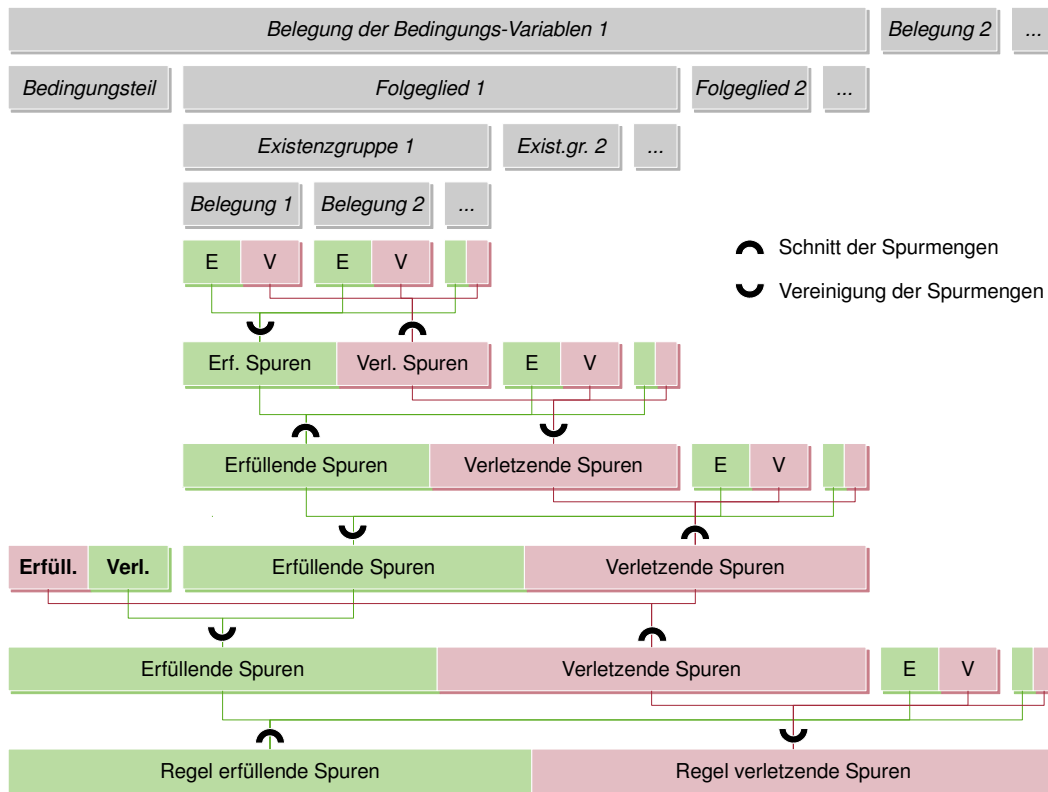 Belegung der Bedingungs-Variablen 1 Belegung 2 ...
Bedingungsteil Folgeglied 1 Folgeglied 2 ...
Existenzgruppe 1 Exist.gr. 2 ...
Belegung 1 Belegung 2 ...
E V E V
Schnitt der Spurmengen
Vereinigung der Spurmengen
Erf. Spuren Verl. Spuren E V
Erfüllende Spuren Verletzende Spuren E V
Erfüll. Verl. Erfüllende Spuren Verletzende Spuren
Erfüllende Spuren Verletzende Spuren E V
Regel erfüllende Spuren Regel verletzende Spuren